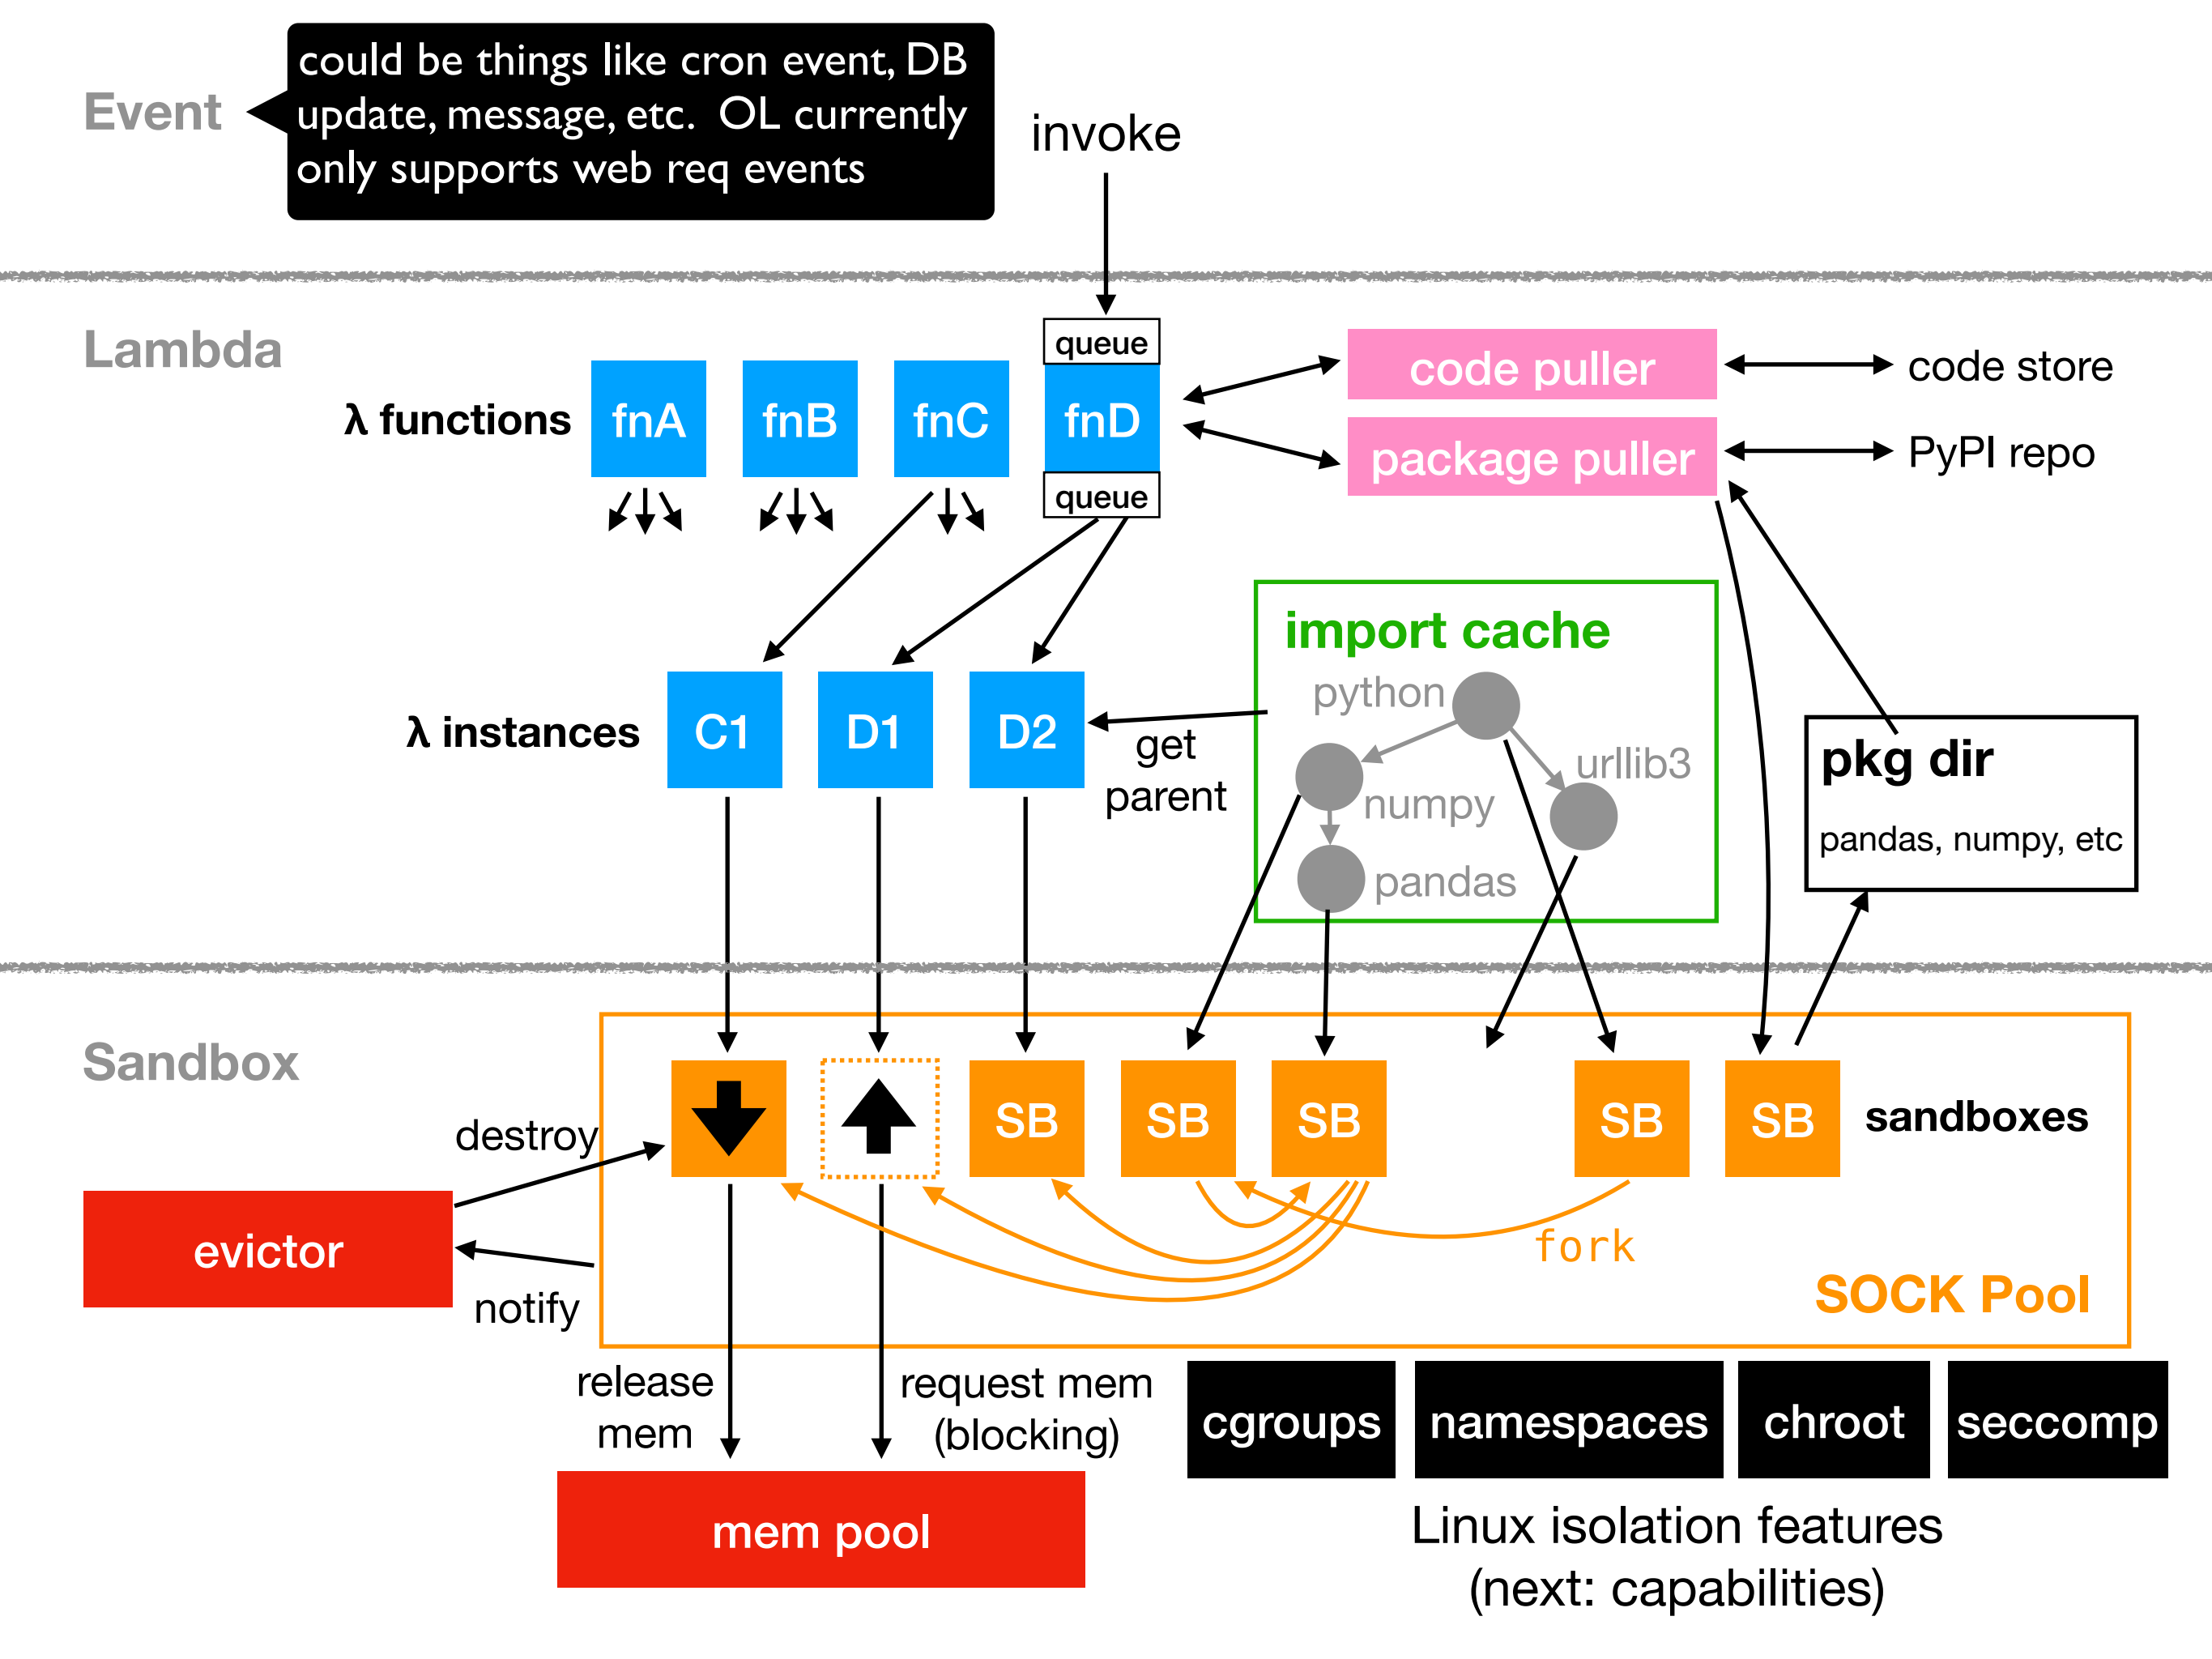 Event
could be things like cron event, DB
update, message, etc.  OL currently
only supports web req events
invoke
Lambda
λ functions
fnA
fnB
fnC
queue
fnD
queue
code puller
code store
package puller
PyPI repo
import cache
python
urllib3
numpy
pandas
λ instances
C1
D1
D2
get
parent
pkg dir
pandas, numpy, etc
Sandbox
SB
SB
SB
SB
SB
sandboxes
destroy
evictor
notify
fork
SOCK Pool
release
mem
request mem
(blocking)
mem pool
cgroups
namespaces
chroot
seccomp
Linux isolation features
(next: capabilities)